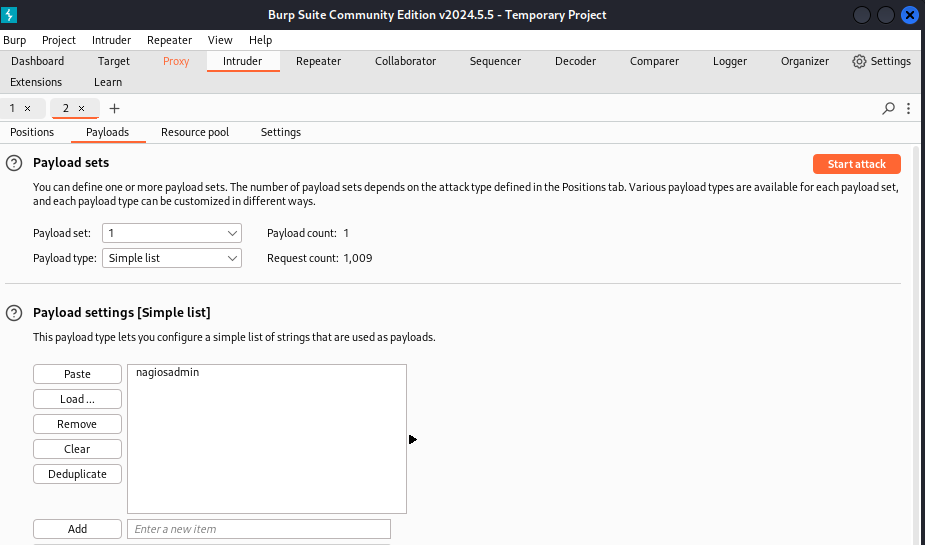 Burp Suite Community Edition v2024.5.5 - Temporary Project
Burp Project Intruder Repeater View Help
Dashboard Target Proxy Intruder Repeater Collaborator Sequencer Decoder Comparer Logger Organizer Settings
Extensions Learn
1 × 2 × +
Positions Payloads Resource pool Settings
? Payload sets Start attack
You can define one or more payload sets. The number of payload sets depends on the attack type defined in the Positions tab. Various payload types are available for each payload set,
and each payload type can be customized in different ways.
Payload set: 1 Payload count: 1
Payload type: Simple list Request count: 1,009
? Payload settings [Simple list]
This payload type lets you configure a simple list of strings that are used as payloads.
Paste nagiosadmin
Load ...
Remove
Clear
Deduplicate
Add Enter a new item